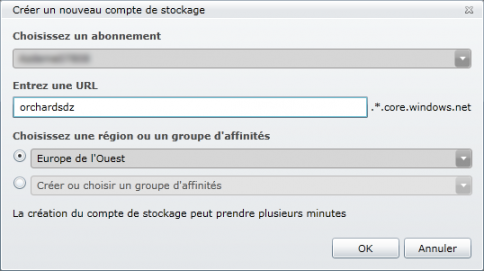 Créer un nouveau compte de stockage
Choisissez un abonnement
Entrez une URL
orchardsdz .*.core.windows.net
Choisissez une région ou un groupe d'affinités
Europe de l'Ouest
Créer ou choisir un groupe d'affinités
La création du compte de stockage peut prendre plusieurs minutes
OK Annuler